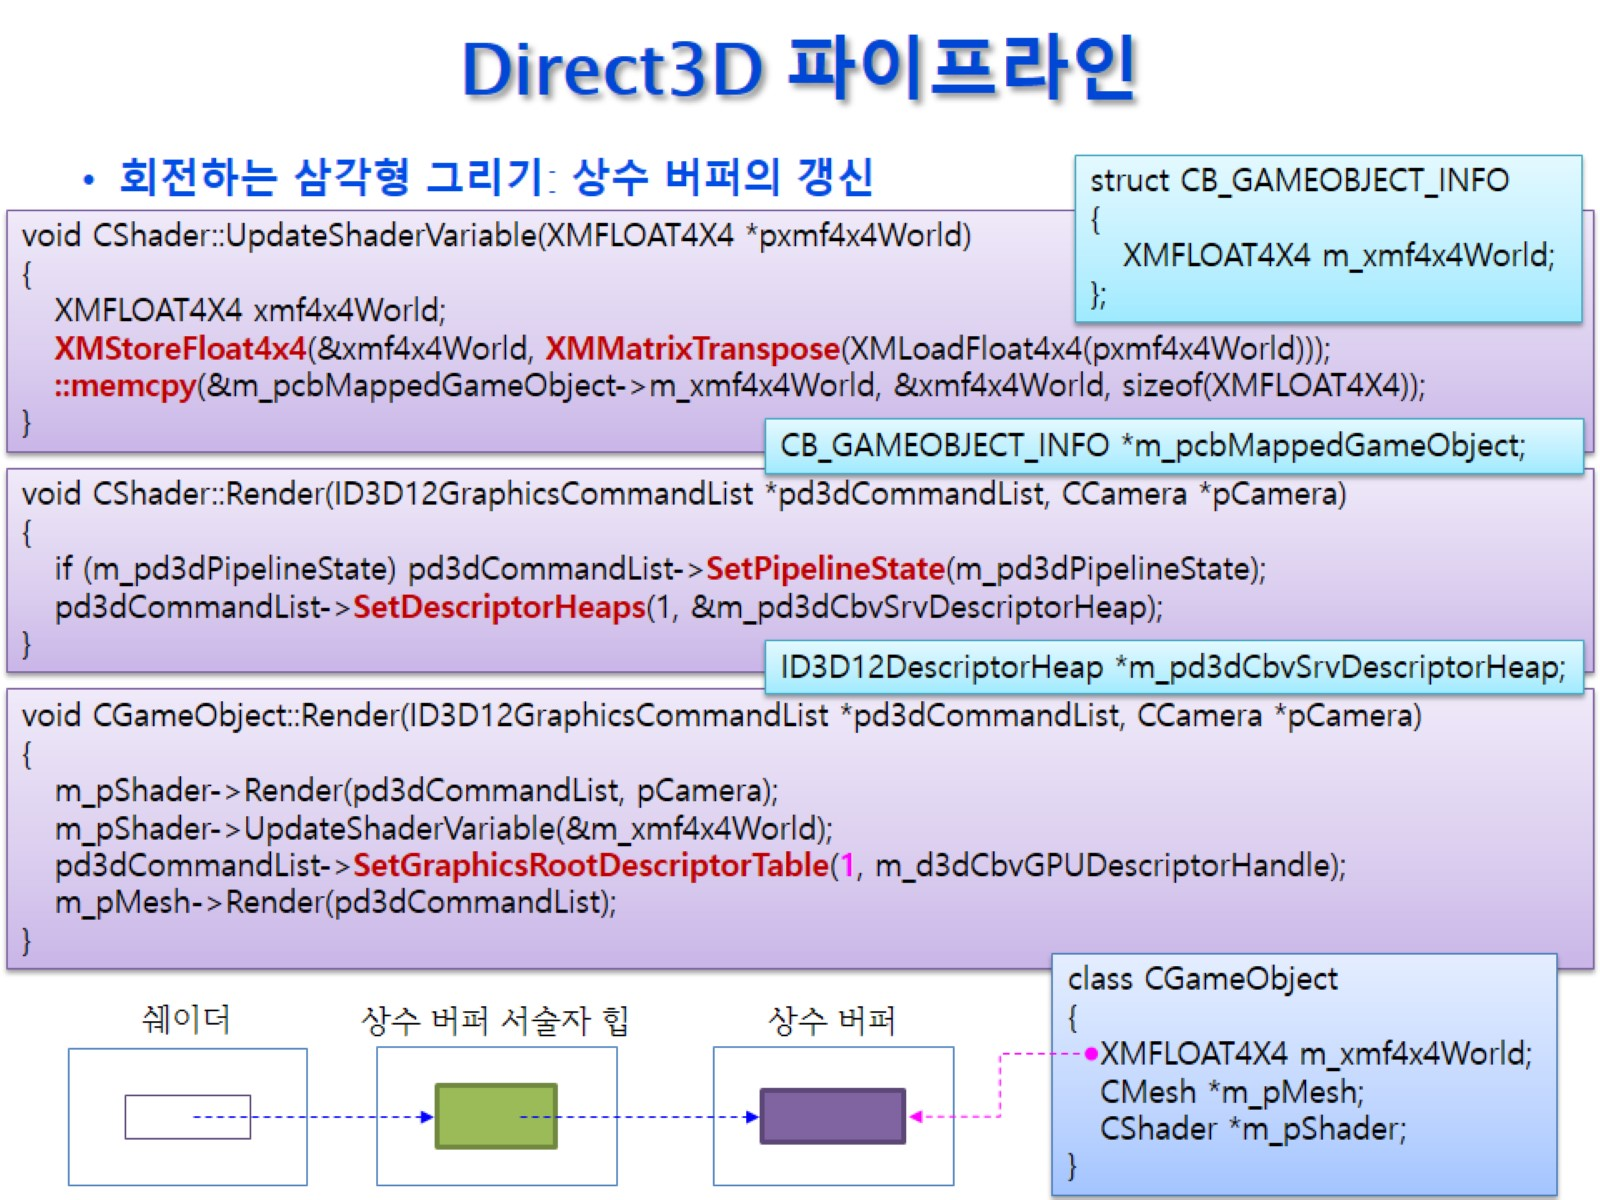 Direct3D 파이프라인
• 회전하는 삼각형 그리기: 상수 버퍼의 갱신
struct CB_GAMEOBJECT_INFO
{
XMFLOAT4X4 m_xmf4x4World;
};
void CShader::UpdateShaderVariable(XMFLOAT4X4 *pxmf4x4World)
{
XMFLOAT4X4 xmf4x4World;
XMStoreFloat4x4(&xmf4x4World, XMMatrixTranspose(XMLoadFloat4x4(pxmf4x4World)));
::memcpy(&m_pcbMappedGameObject->m_xmf4x4World, &xmf4x4World, sizeof(XMFLOAT4X4));
}
CB_GAMEOBJECT_INFO *m_pcbMappedGameObject;
void CShader::Render(ID3D12GraphicsCommandList *pd3dCommandList, CCamera *pCamera)
{
if (m_pd3dPipelineState) pd3dCommandList->SetPipelineState(m_pd3dPipelineState);
pd3dCommandList->SetDescriptorHeaps(1, &m_pd3dCbvSrvDescriptorHeap);
}
ID3D12DescriptorHeap *m_pd3dCbvSrvDescriptorHeap;
void CGameObject::Render(ID3D12GraphicsCommandList *pd3dCommandList, CCamera *pCamera)
{
m_pShader->Render(pd3dCommandList, pCamera);
m_pShader->UpdateShaderVariable(&m_xmf4x4World);
pd3dCommandList->SetGraphicsRootDescriptorTable(1, m_d3dCbvGPUDescriptorHandle);
m_pMesh->Render(pd3dCommandList);
}
쉐이더
상수 버퍼 서술자 힙
상수 버퍼
class CGameObject
{
XMFLOAT4X4 m_xmf4x4World;
CMesh *m_pMesh;
CShader *m_pShader;
}